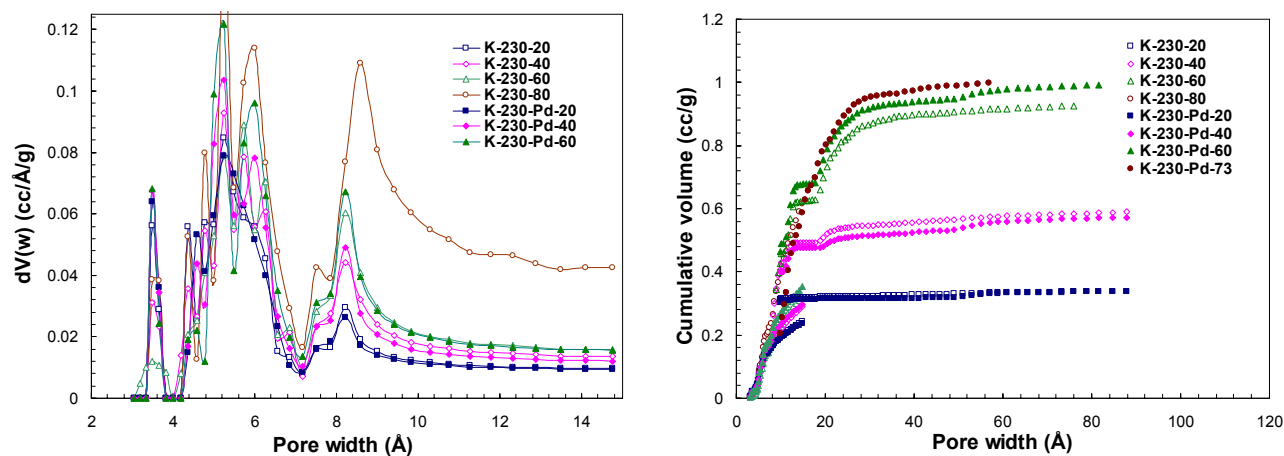 dV(w) (cc/Å/g)
0.12
0.1
0.08
0.06
0.04
0.02
0
2 4 6 8 10 12 14
Pore width (Å)
K-230-20
K-230-40
K-230-60
K-230-80
K-230-Pd-20
K-230-Pd-40
K-230-Pd-60
Cumulative volume (cc/g)
1.2
1
0.8
0.6
0.4
0.2
0
0 20 40 60 80 100 120
Pore width (Å)
K-230-20
K-230-40
K-230-60
K-230-80
K-230-Pd-20
K-230-Pd-40
K-230-Pd-60
K-230-Pd-73